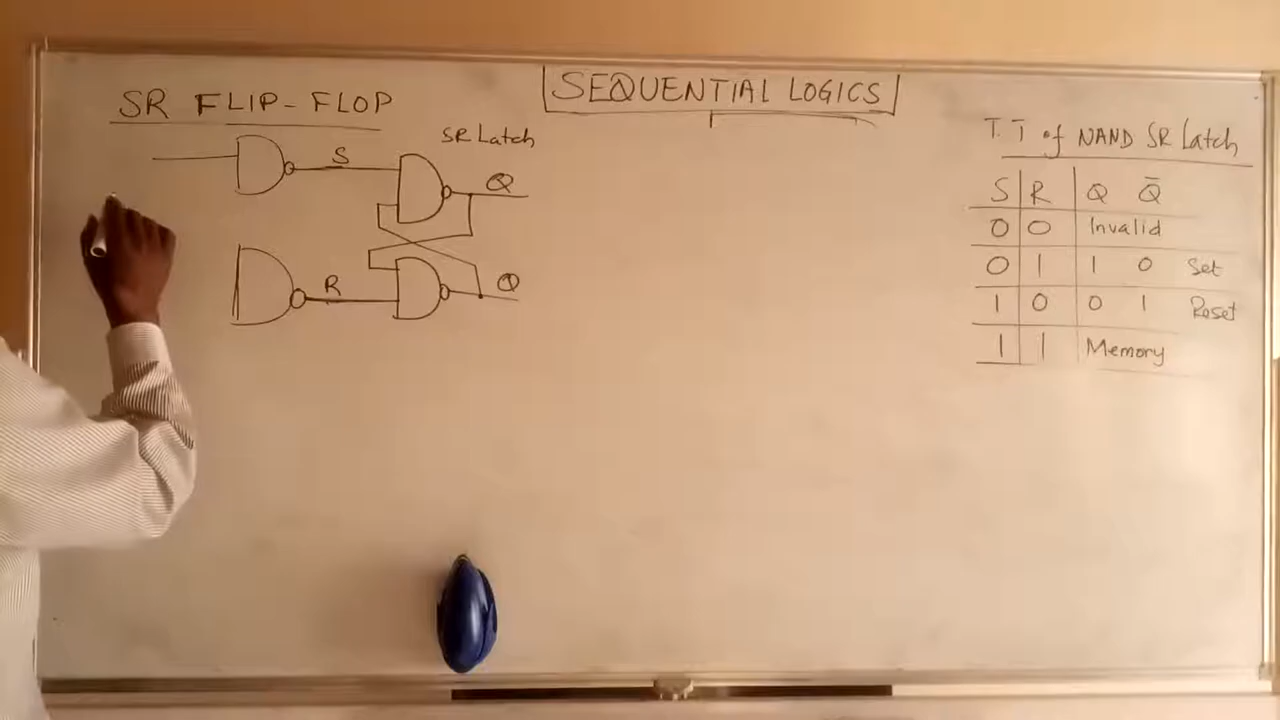 SEQUENTIAL LOGICS
SR FLIP-FLOP
SR Latch
S
Q
R
Q
T.T of NAND SR Latch
S R Q Q̄
0 0 Invalid
0 1 1 0 Set
1 0 0 1 Reset
1 1 Memory